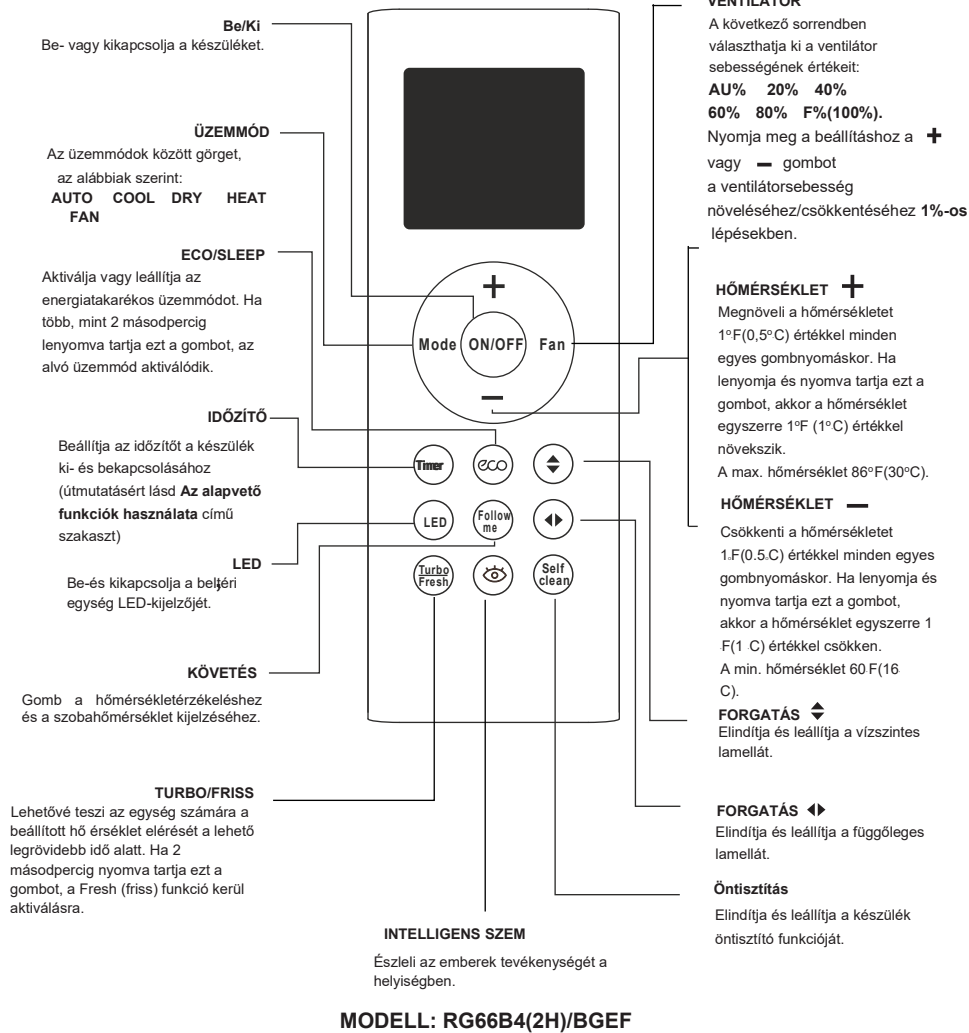 Be/Ki
Be- vagy kikapcsolja a készüléket.
ÜZEMMÓD
Az üzemmódok között görget,
az alábbiak szerint:
AUTO COOL DRY HEAT
FAN
ECO/SLEEP
Aktiválja vagy leállítja az
energiatakarékos üzemmódot. Ha
több, mint 2 másodpercig
lenyomva tartja ezt a gombot, az
alvó üzemmód aktiválódik.
IDŐZÍTŐ
Beállítja az időzítőt a készülék
ki- és bekapcsolásához
(útmutatásért lásd Az alapvető
funkciók használata című
szakaszt)
LED
Be-és kikapcsolja a beltéri
egység LED-kijelzőjét.
KÖVETÉS
Gomb a hőmérsékletérzékeléshez
és a szobahőmérséklet kijelzéséhez.
TURBO/FRISS
Lehetővé teszi az egység számára a
beállított hő érséklet elérését a lehető
legrövidebb idő alatt. Ha 2
másodpercig nyomva tartja ezt a
gombot, a Fresh (friss) funkció kerül
aktiválásra.
+
Mode ON/OFF Fan
−
Timer eco
LED Follow
me
Turbo
Fresh
Self
clean
INTELLIGENS SZEM
Észleli az emberek tevékenységét a
helyiségben.
VENTILÁTOR
A következő sorrendben
választhatja ki a ventilátor
sebességének értékeit:
AU% 20% 40%
60% 80% F%(100%).
Nyomja meg a beállításhoz a +
vagy − gombot
a ventilátorsebesség
növeléséhez/csökkentéséhez 1%-os
lépésekben.
HŐMÉRSÉKLET +
Megnöveli a hőmérsékletet
1°F(0,5°C) értékkel minden
egyes gombnyomáskor. Ha
lenyomja és nyomva tartja ezt a
gombot, akkor a hőmérséklet
egyszerre 1°F (1°C) értékkel
növekszik.
A max. hőmérséklet 86°F(30°C).
HŐMÉRSÉKLET −
Csökkenti a hőmérsékletet
1.F(0.5.C) értékkel minden egyes
gombnyomáskor. Ha lenyomja és
nyomva tartja ezt a gombot,
akkor a hőmérséklet egyszerre 1
F(1 C) értékkel csökken.
A min. hőmérséklet 60 F(16
C).
FORGATÁS
Elindítja és leállítja a vízszintes
lamellát.
FORGATÁS
Elindítja és leállítja a függőleges
lamellát.
Öntisztítás
Elindítja és leállítja a készülék
öntisztító funkcióját.
MODELL: RG66B4(2H)/BGEF